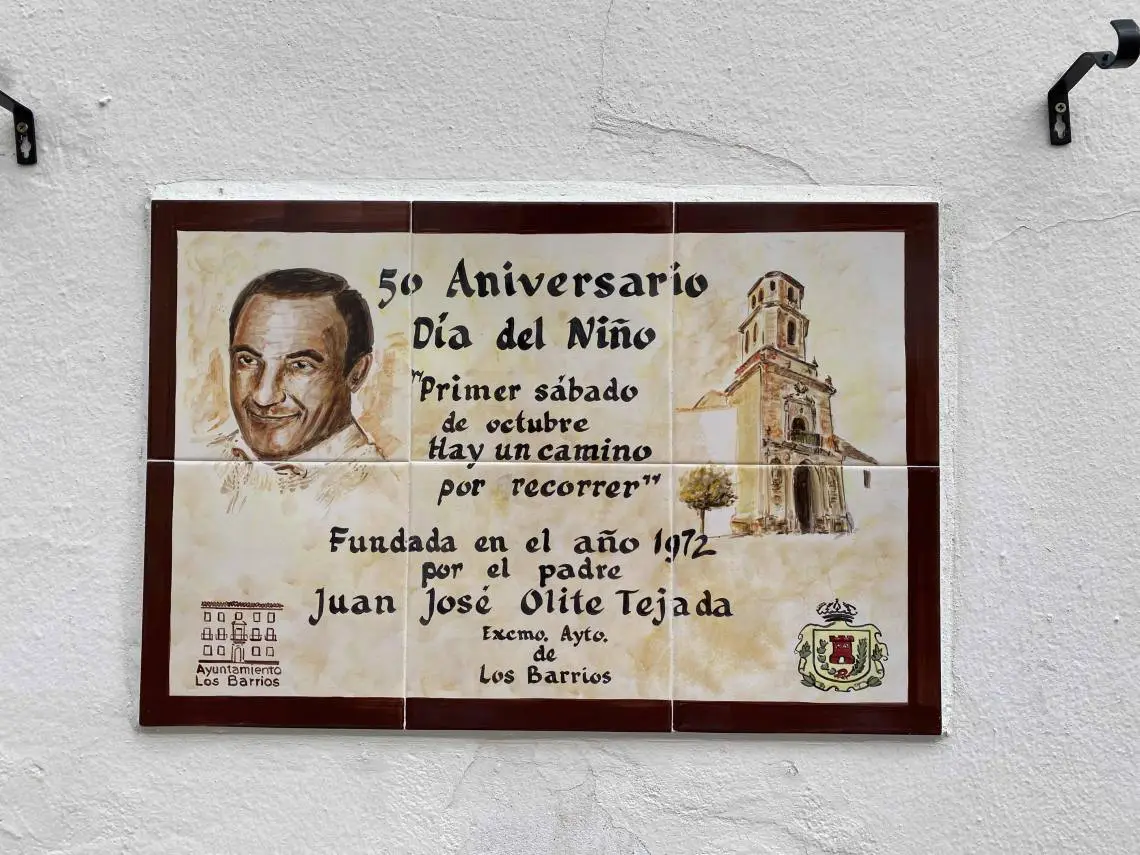 50 Aniversario
Día del Niño
"Primer sábado
de octubre
Hay un camino
por recorrer"
Fundada en el año 1972
por el padre
Juan José Olite Tejada
Excmo. Ayto.
de
Los Barrios
Ayuntamiento
Los Barrios